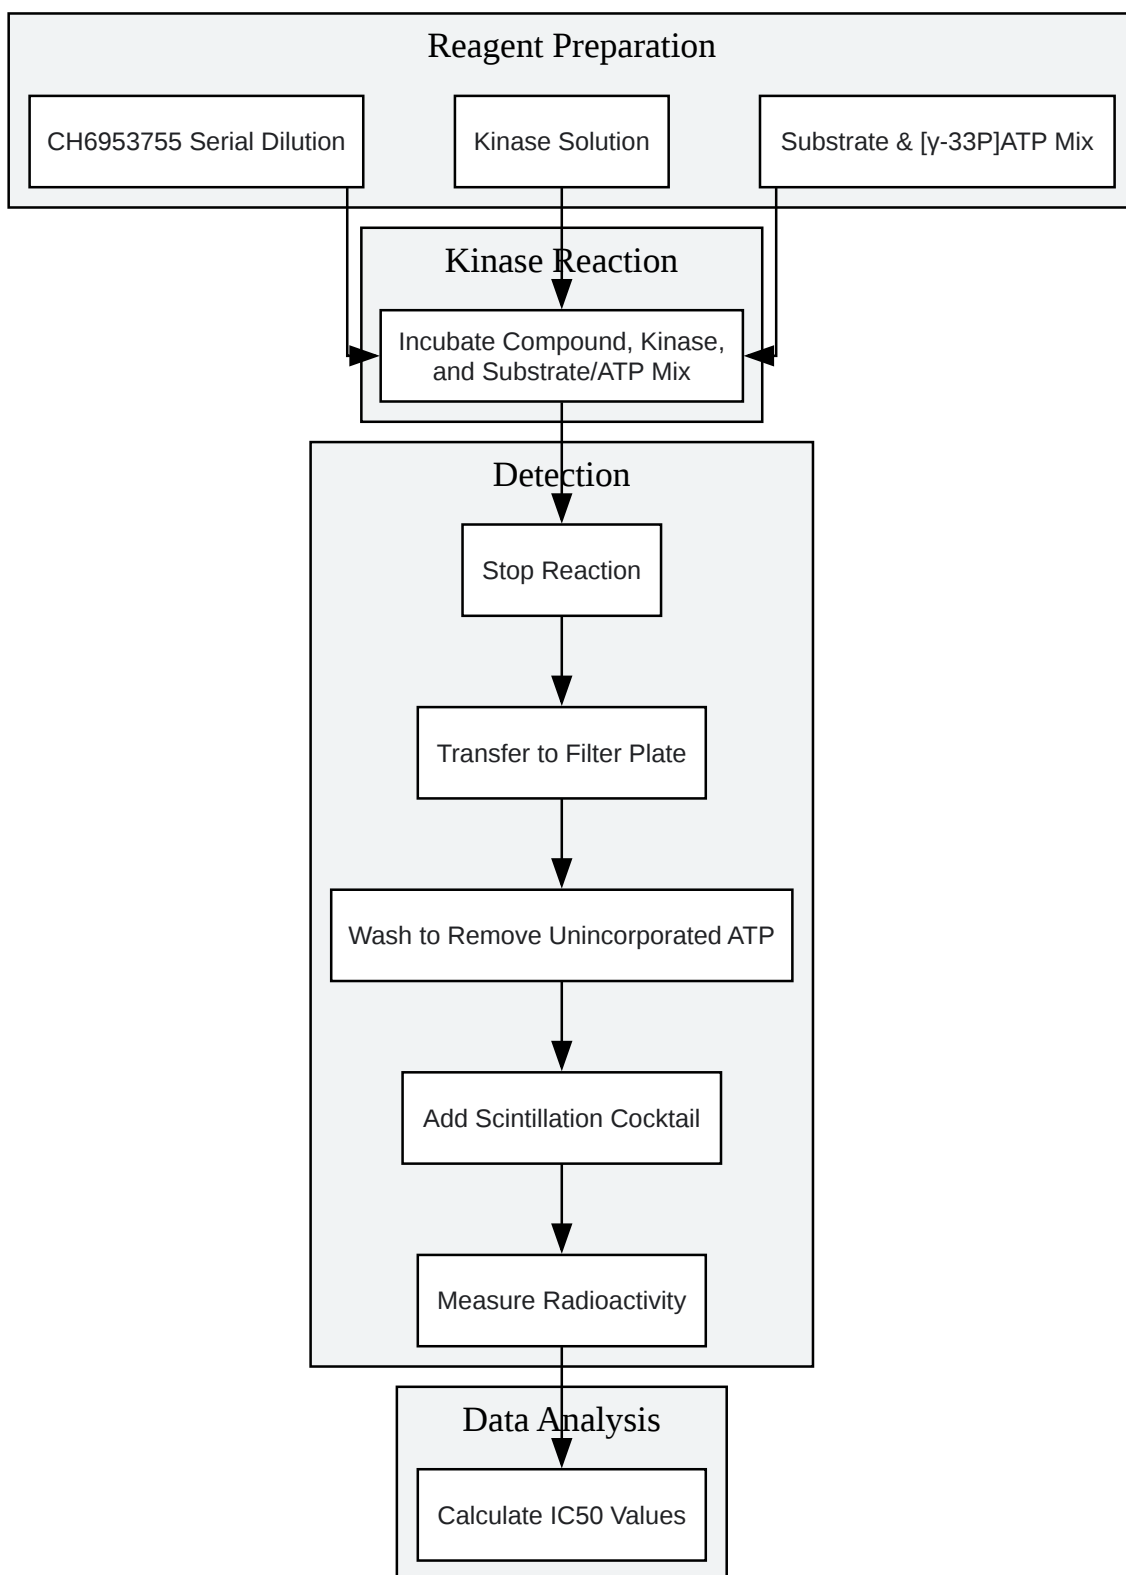 Reagent Preparation
CH6953755 Serial Dilution
Kinase Solution
Substrate & [γ-33P]ATP Mix
Kinase Reaction
Incubate Compound, Kinase,
and Substrate/ATP Mix
Detection
Stop Reaction
Transfer to Filter Plate
Wash to Remove Unincorporated ATP
Add Scintillation Cocktail
Measure Radioactivity
Data Analysis
Calculate IC50 Values